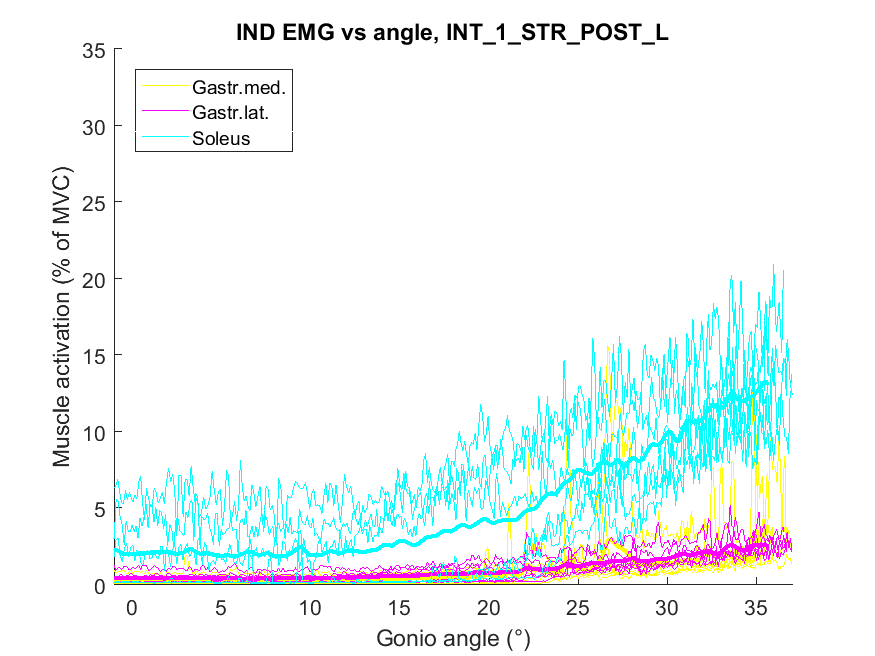 IND EMG vs angle, INT_1_STR_POST_L
35
30
25
20
15
10
5
0
Muscle activation (% of MVC)
Gastr.med.
Gastr.lat.
Soleus
0 5 10 15 20 25 30 35
Gonio angle (°)